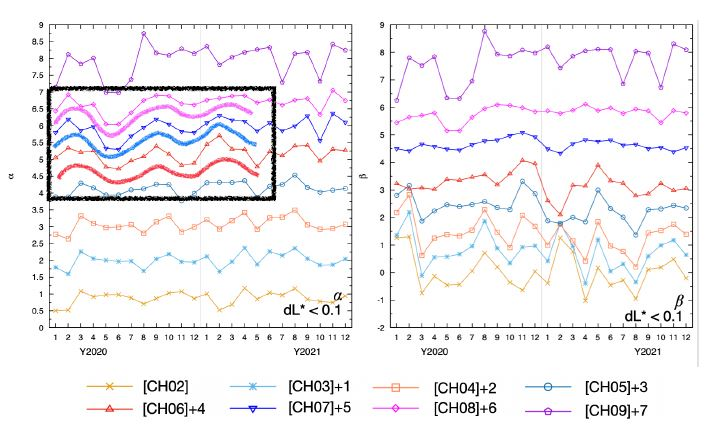 9
8.5
8
7.5
7
6.5
6
5.5
5
4.5
4
3.5
3
2.5
2
1.5
1
0.5
0
α
α
dL* < 0.1
1 2 3 4 5 6 7 8 9 10 11 12 1 2 3 4 5 6 7 8 9 10 11 12
Y2020 Y2021
9
8
7
6
5
4
3
2
1
0
-1
-2
β
β
dL* < 0.1
1 2 3 4 5 6 7 8 9 10 11 12 1 2 3 4 5 6 7 8 9 10 11 12
Y2020 Y2021
[CH02] [CH03]+1 [CH04]+2 [CH05]+3
[CH06]+4 [CH07]+5 [CH08]+6 [CH09]+7